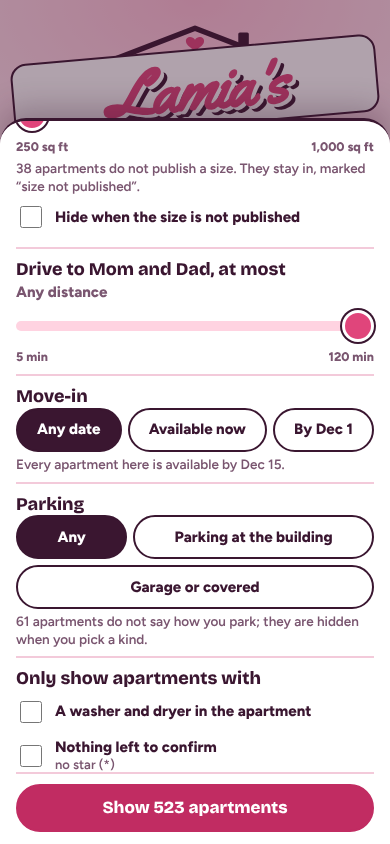 Lamia's
250 sq ft 1,000 sq ft
38 apartments do not publish a size. They stay in, marked
“size not published”.
Hide when the size is not published
Drive to Mom and Dad, at most
Any distance
5 min 120 min
Move-in
Any date Available now By Dec 1
Every apartment here is available by Dec 15.
Parking
Any Parking at the building
Garage or covered
61 apartments do not say how you park; they are hidden
when you pick a kind.
Only show apartments with
A washer and dryer in the apartment
Nothing left to confirm
no star (*)
Show 523 apartments